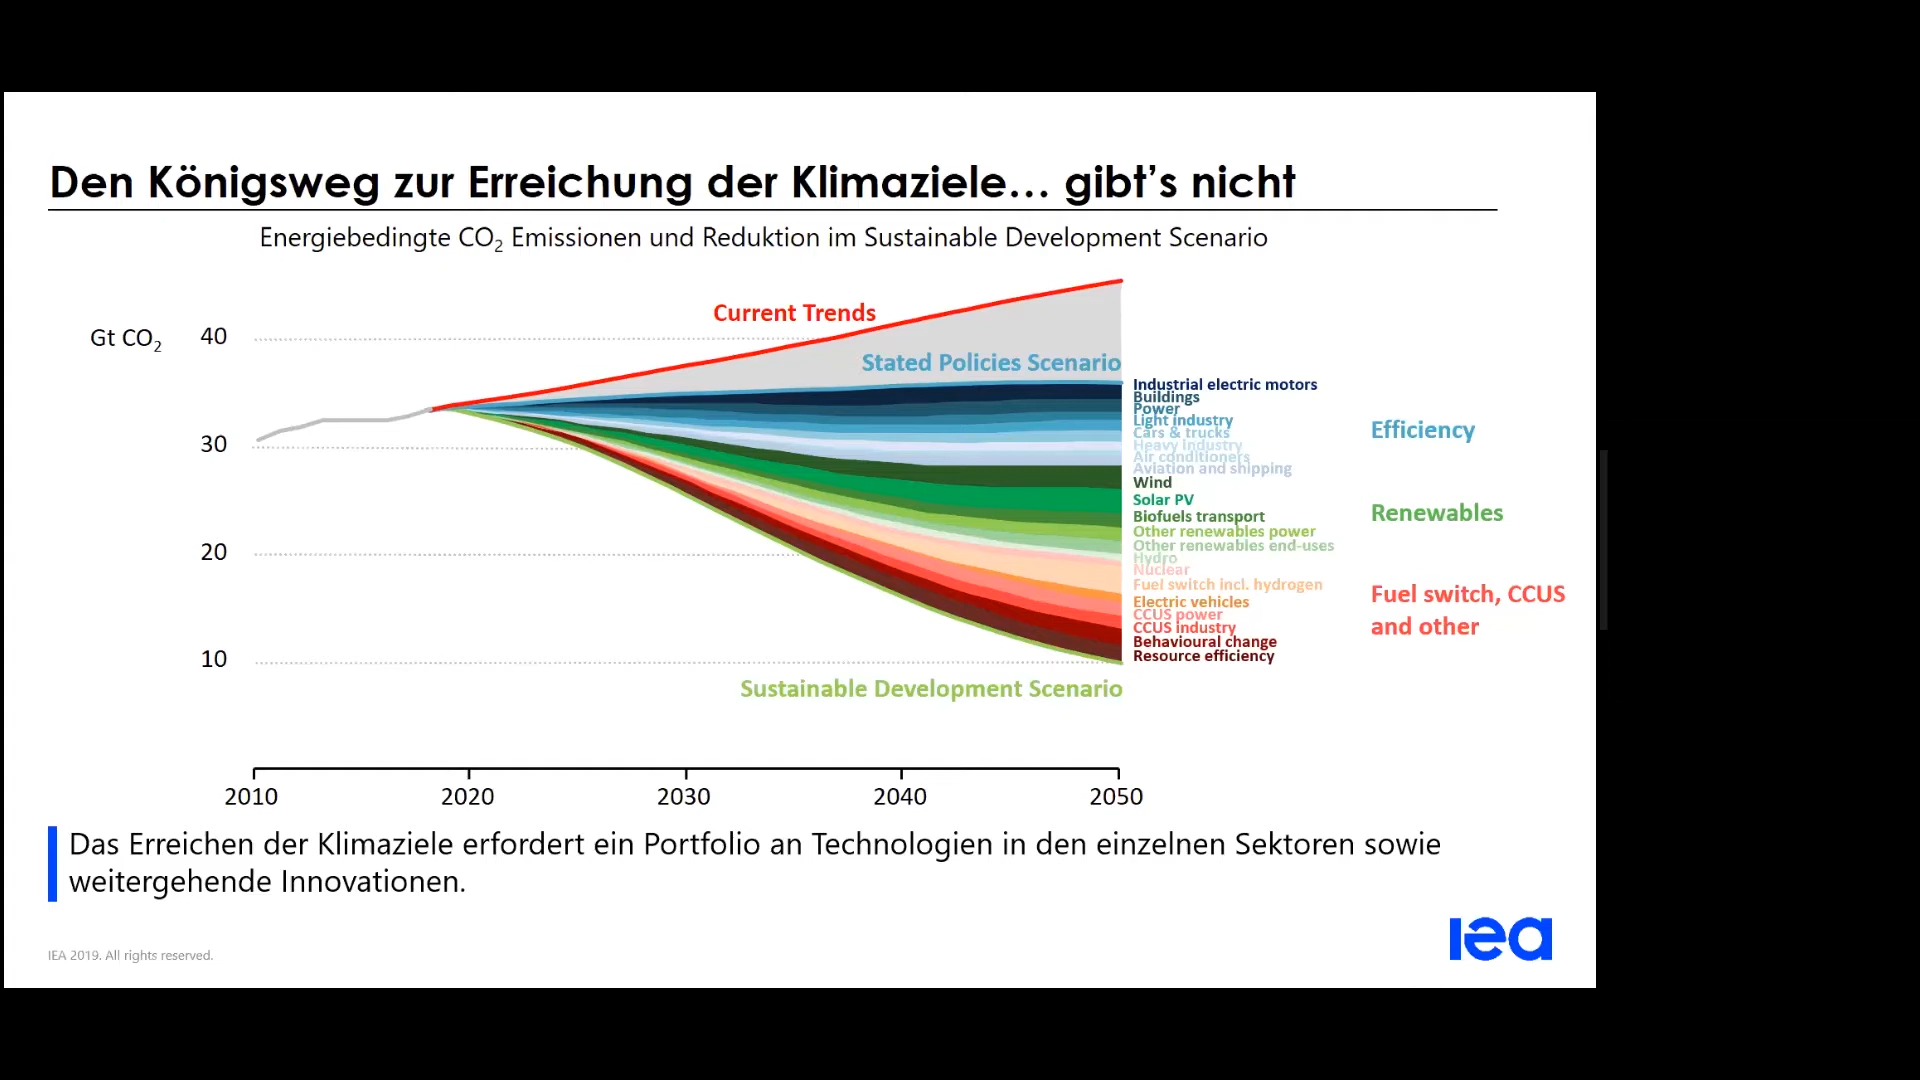 Den Königsweg zur Erreichung der Klimaziele… gibt’s nicht
Energiebedingte CO₂ Emissionen und Reduktion im Sustainable Development Scenario
Gt CO₂
40
30
20
10
Current Trends
Stated Policies Scenario
Industrial electric motors
Buildings
Power
Light industry
Cars & trucks
Heavy industry
Air conditioners
Aviation and shipping
Efficiency
Wind
Solar PV
Biofuels transport
Other renewables power
Other renewables end-uses
Hydro
Renewables
Nuclear
Fuel switch incl. hydrogen
Electric vehicles
CCUS power
CCUS industry
Behavioural change
Resource efficiency
Fuel switch, CCUS
and other
Sustainable Development Scenario
2010 2020 2030 2040 2050
Das Erreichen der Klimaziele erfordert ein Portfolio an Technologien in den einzelnen Sektoren sowie
weitergehende Innovationen.
IEA 2019. All rights reserved.
iea